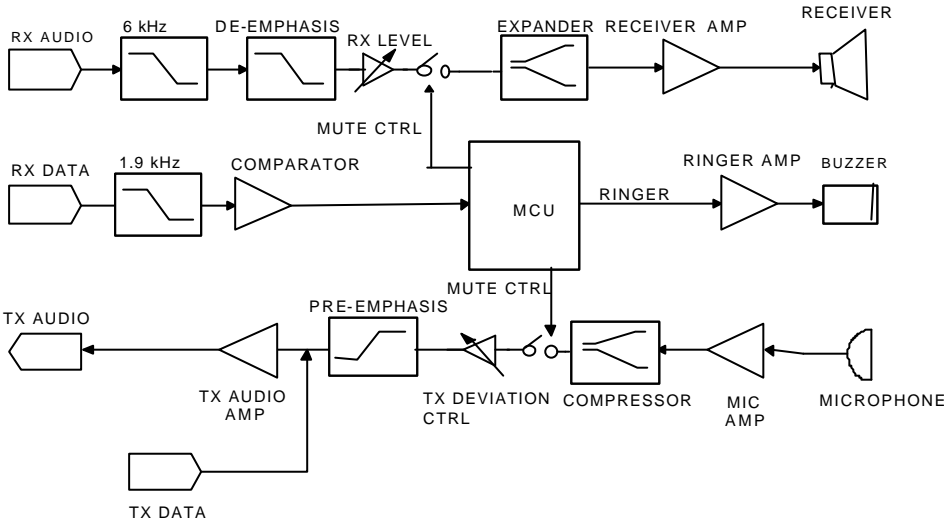 RX AUDIO
6 kHz
DE-EMPHASIS
RX LEVEL
EXPANDER
RECEIVER AMP
RECEIVER
MUTE CTRL
RX DATA
1.9 kHz
COMPARATOR
MCU
RINGER
RINGER AMP
BUZZER
MUTE CTRL
TX AUDIO
PRE-EMPHASIS
TX AUDIO
AMP
TX DEVIATION
CTRL
COMPRESSOR
MIC
AMP
MICROPHONE
TX DATA